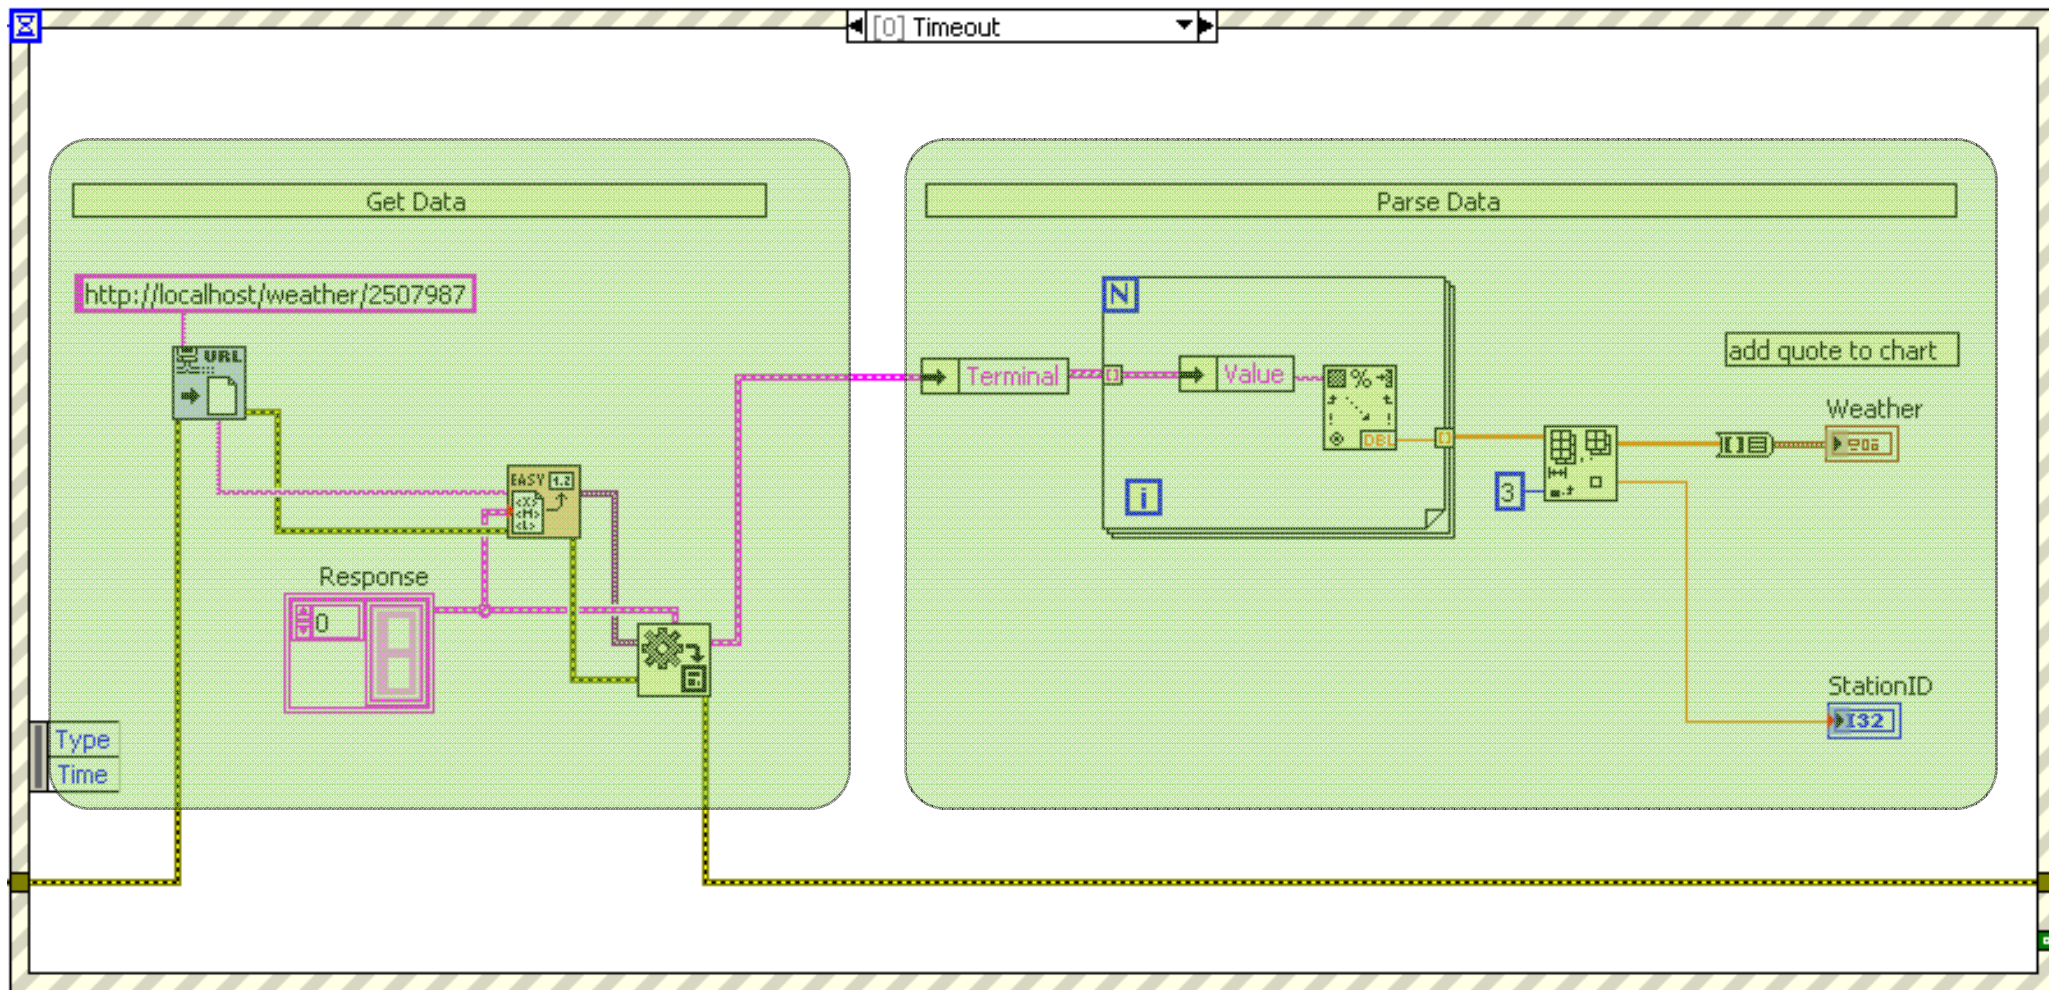 [0] Timeout
Get Data
http://localhost/weather/2507987
URL
EASY 1.2
<X>
<M>
<L>
Response
0
Type
Time
Parse Data
Terminal
N
Value
%
DBL
i
3
add quote to chart
Weather
StationID
I32